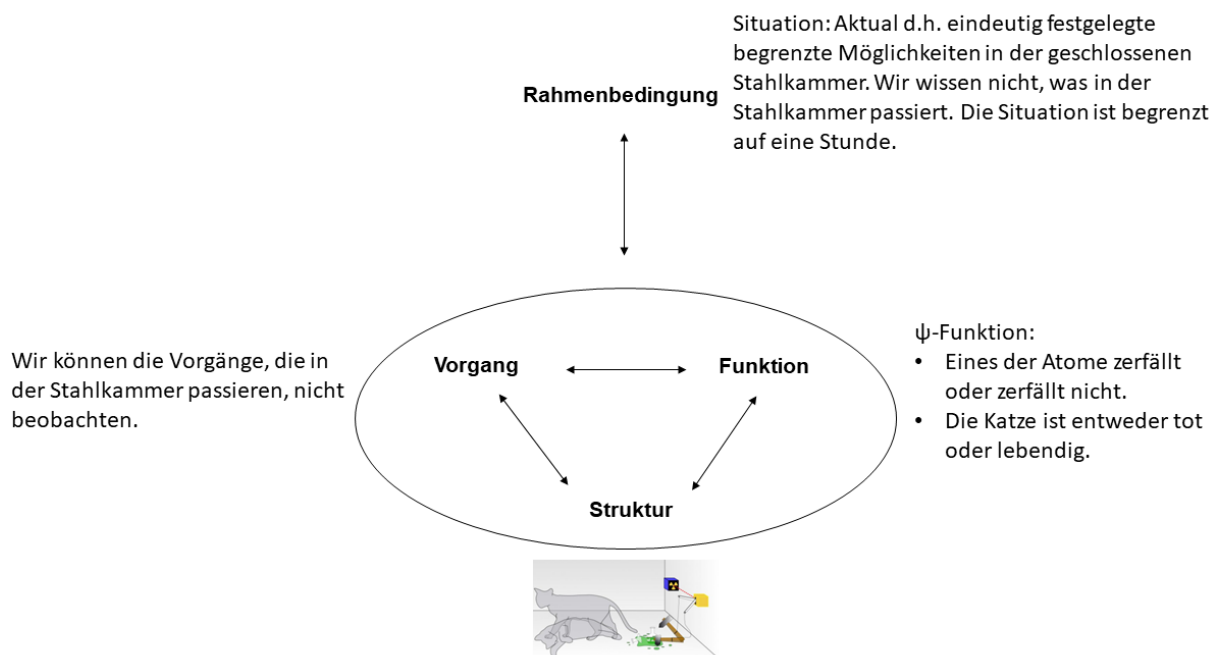 Situation: Aktual d.h. eindeutig festgelegte
begrenzte Möglichkeiten in der geschlossenen
Stahlkammer. Wir wissen nicht, was in der
Stahlkammer passiert. Die Situation ist begrenzt
auf eine Stunde.
Rahmenbedingung
Wir können die Vorgänge, die in
der Stahlkammer passieren, nicht
beobachten.
Vorgang
Funktion
Struktur
ψ-Funktion:
• Eines der Atome zerfällt
oder zerfällt nicht.
• Die Katze ist entweder tot
oder lebendig.